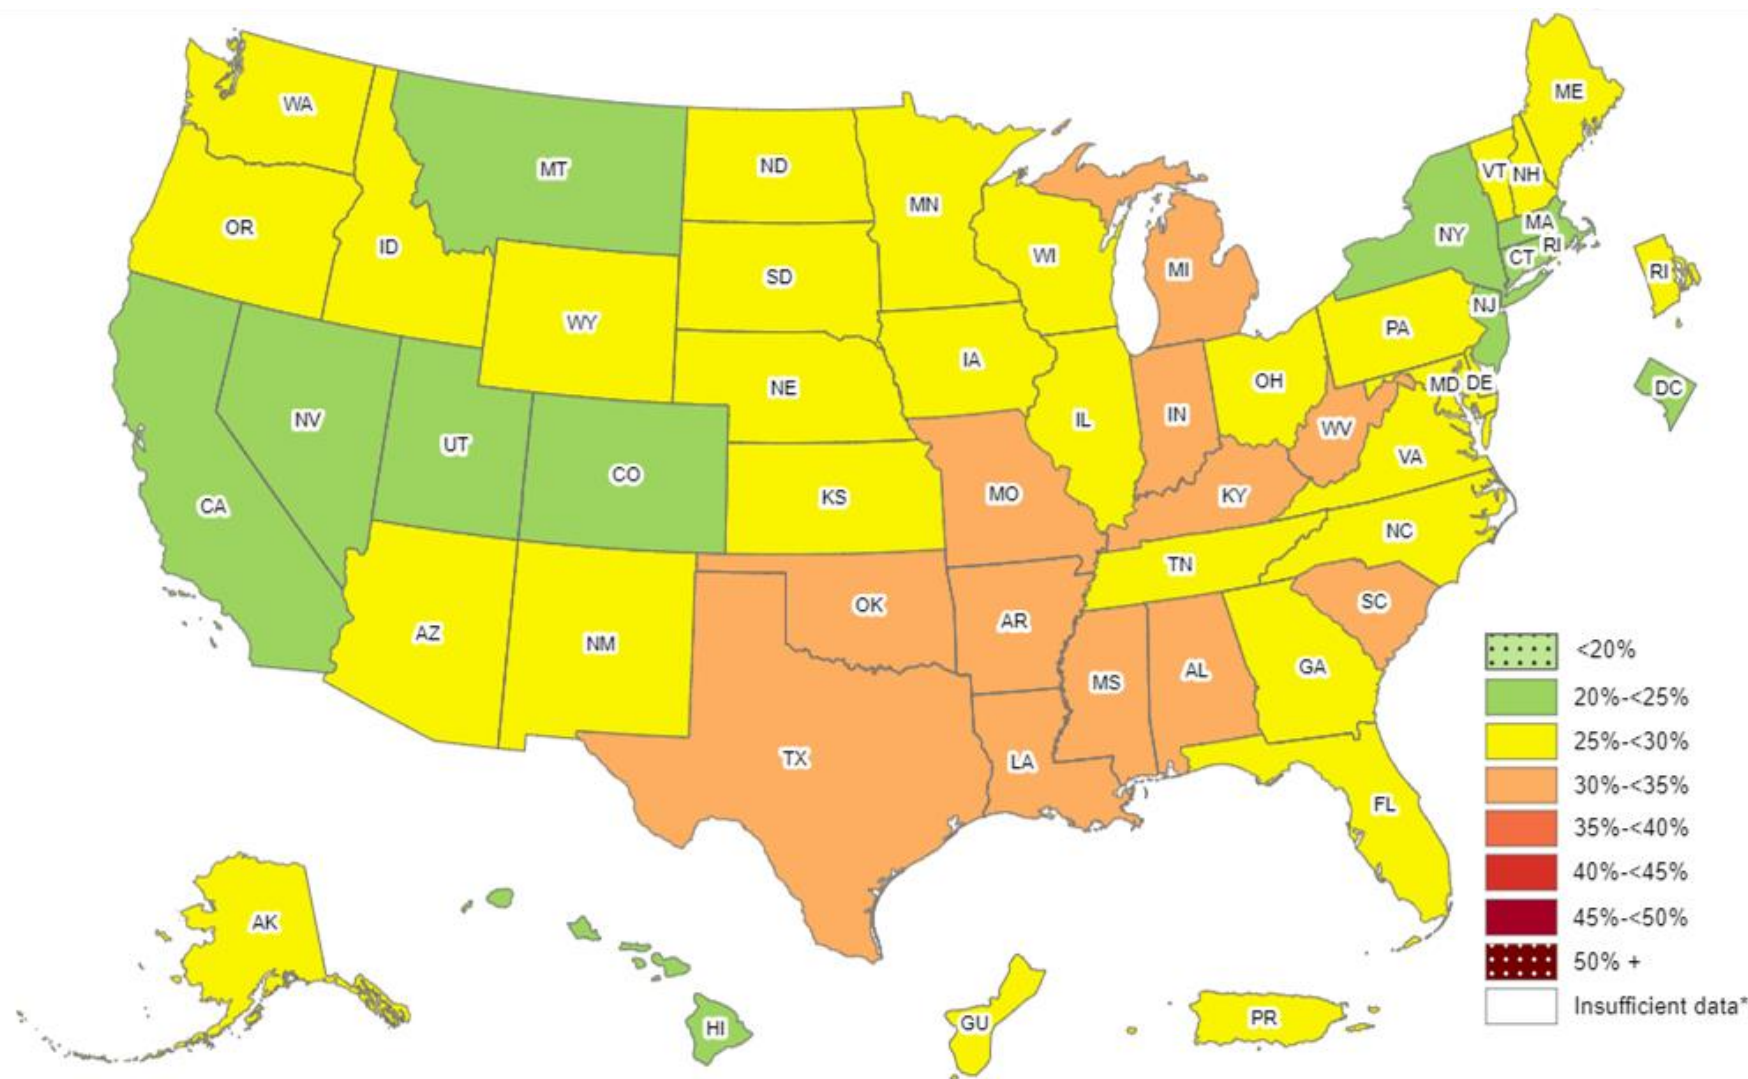 WA
MT
ND
MN
OR
ID
SD
WI
MI
WY
NE
IA
NV
UT
CO
CA
KS
MO
IL
IN
OH
PA
NY
VT
NH
ME
MA
RI
CT
NJ
RI
MD
DE
DC
WV
VA
KY
NC
TN
SC
AZ
NM
OK
AR
MS
AL
GA
TX
LA
FL
AK
HI
GU
PR
<20%
20%-<25%
25%-<30%
30%-<35%
35%-<40%
40%-<45%
45%-<50%
50% +
Insufficient data*